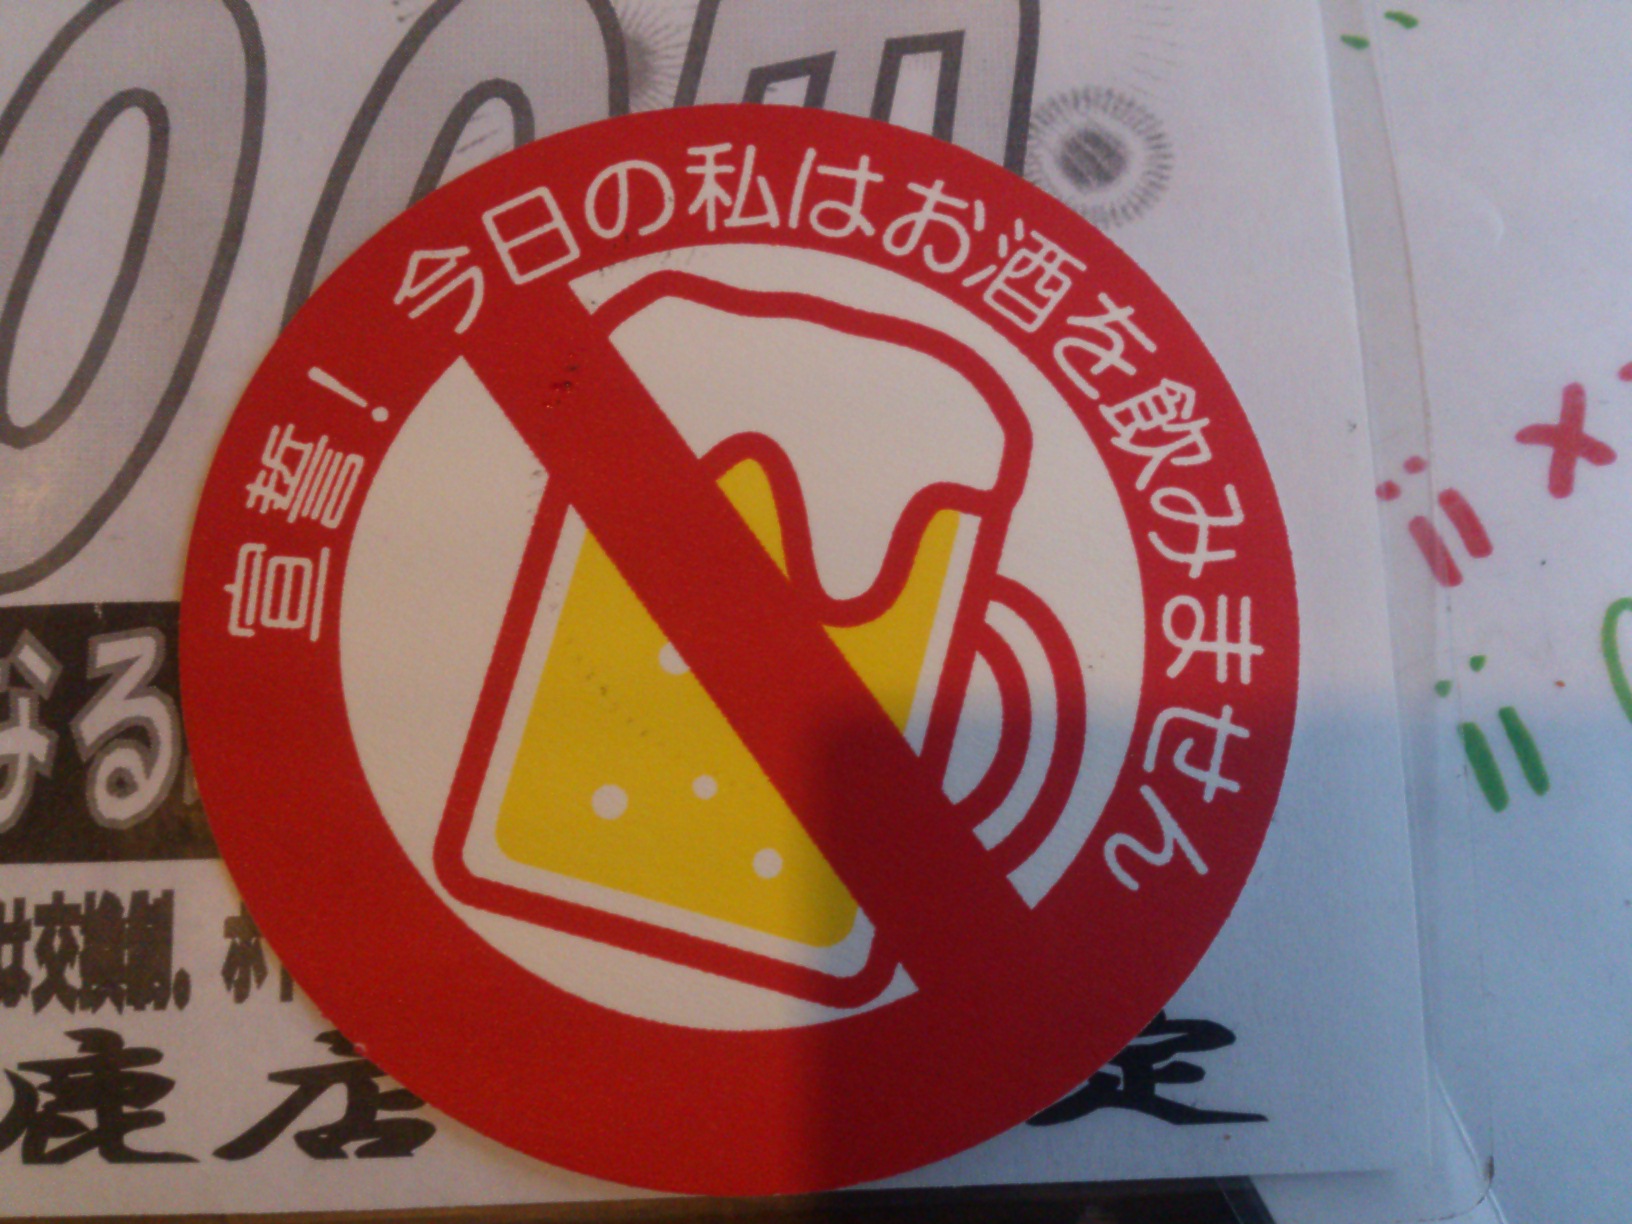 宣誓!今日の私はお酒を飲みません
なる
は交換制。
鹿店
定